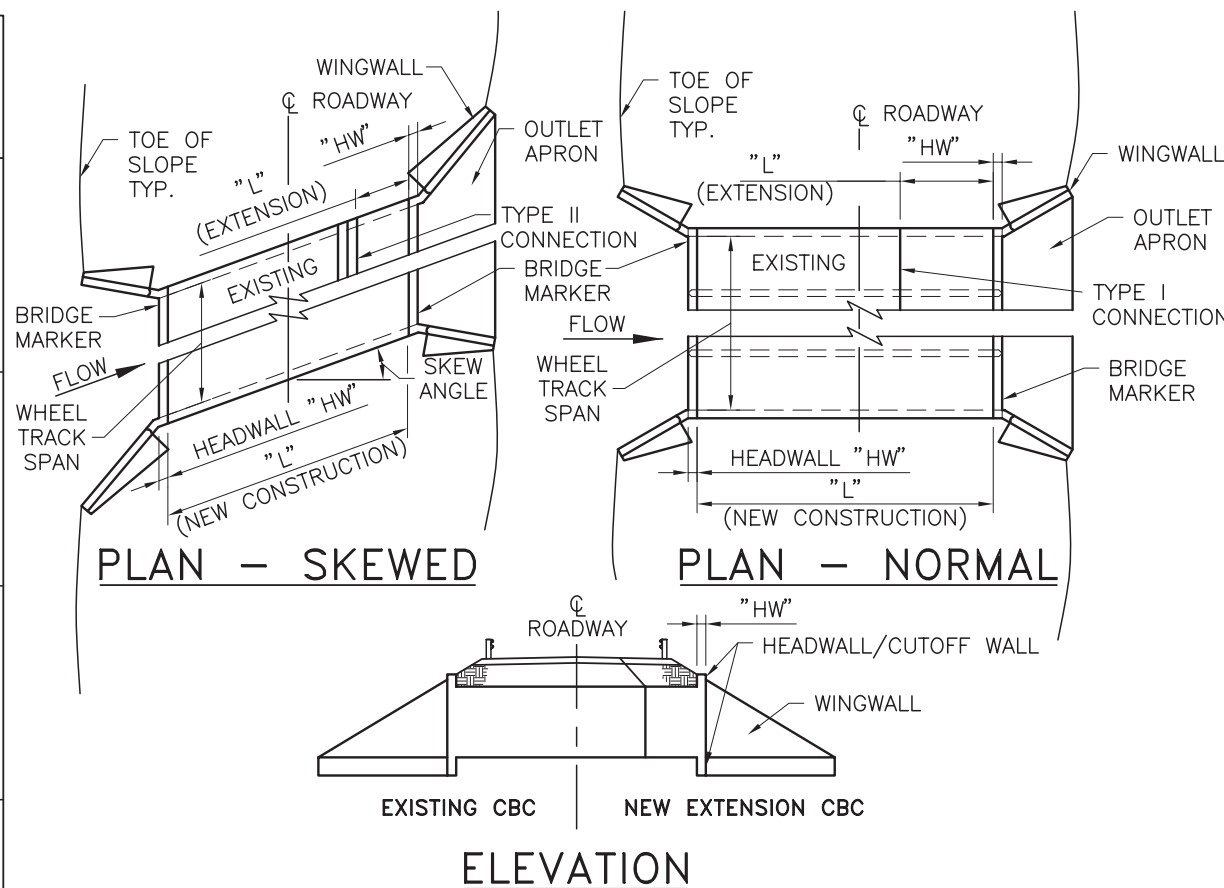 WINGWALL
℄ ROADWAY
TOE OF
SLOPE
TYP.
"HW"
OUTLET
APRON
"L"
(EXTENSION)
TYPE II
CONNECTION
EXISTING
BRIDGE
MARKER
BRIDGE
MARKER
FLOW
SKEW
ANGLE
WHEEL
TRACK
SPAN
HEADWALL "HW"
"L"
(NEW CONSTRUCTION)
PLAN – SKEWED
TOE OF
SLOPE
TYP.
℄ ROADWAY
"HW"
"L"
(EXTENSION)
WINGWALL
OUTLET
APRON
EXISTING
TYPE I
CONNECTION
FLOW
WHEEL
TRACK
SPAN
BRIDGE
MARKER
HEADWALL "HW"
"L"
(NEW CONSTRUCTION)
PLAN – NORMAL
℄
ROADWAY
"HW"
HEADWALL/CUTOFF WALL
WINGWALL
EXISTING CBC
NEW EXTENSION CBC
ELEVATION